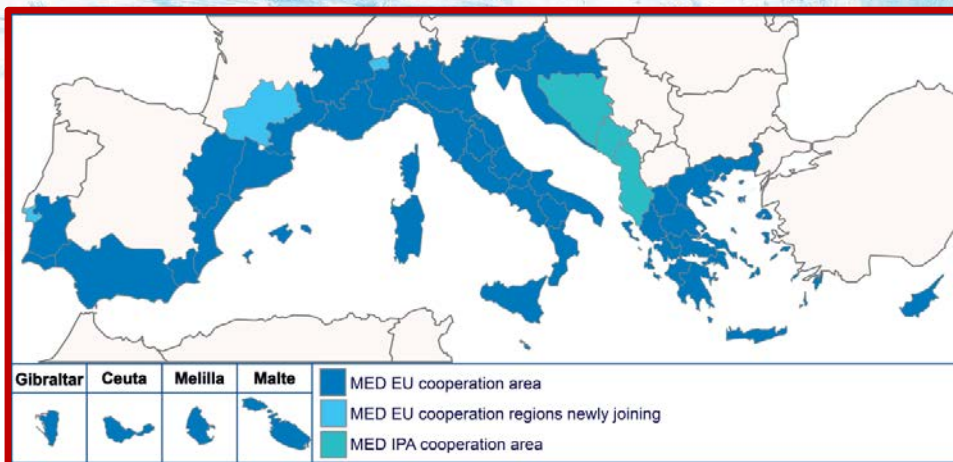 Gibraltar
Ceuta
Melilla
Malte
MED EU cooperation area
MED EU cooperation regions newly joining
MED IPA cooperation area